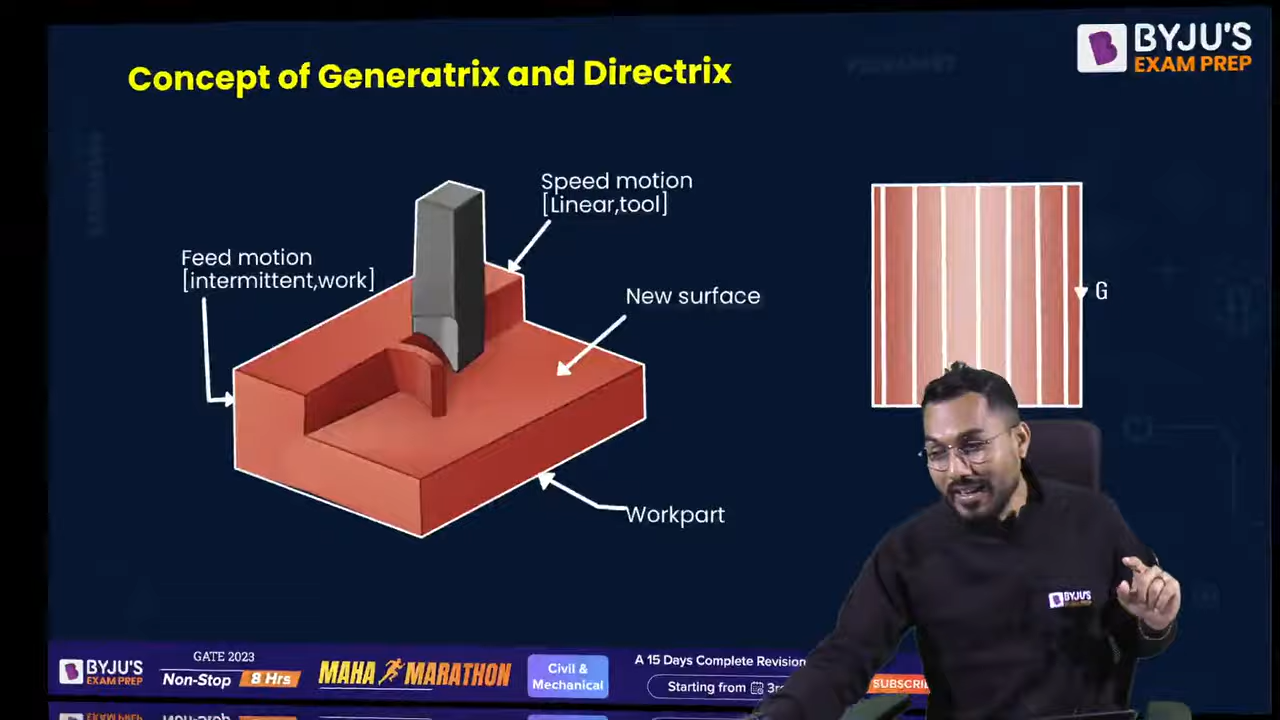 BYJU'S
EXAM PREP
Concept of Generatrix and Directrix
Speed motion
[Linear,tool]
Feed motion
[intermittent,work]
New surface
G
Workpart
BYJU'S
BYJU'S
EXAM PREP
GATE 2023
Non-Stop 8 Hrs
MAHA MARATHON
Civil &
Mechanical
A 15 Days Complete Revision
Starting from 3r
SUBSCRI